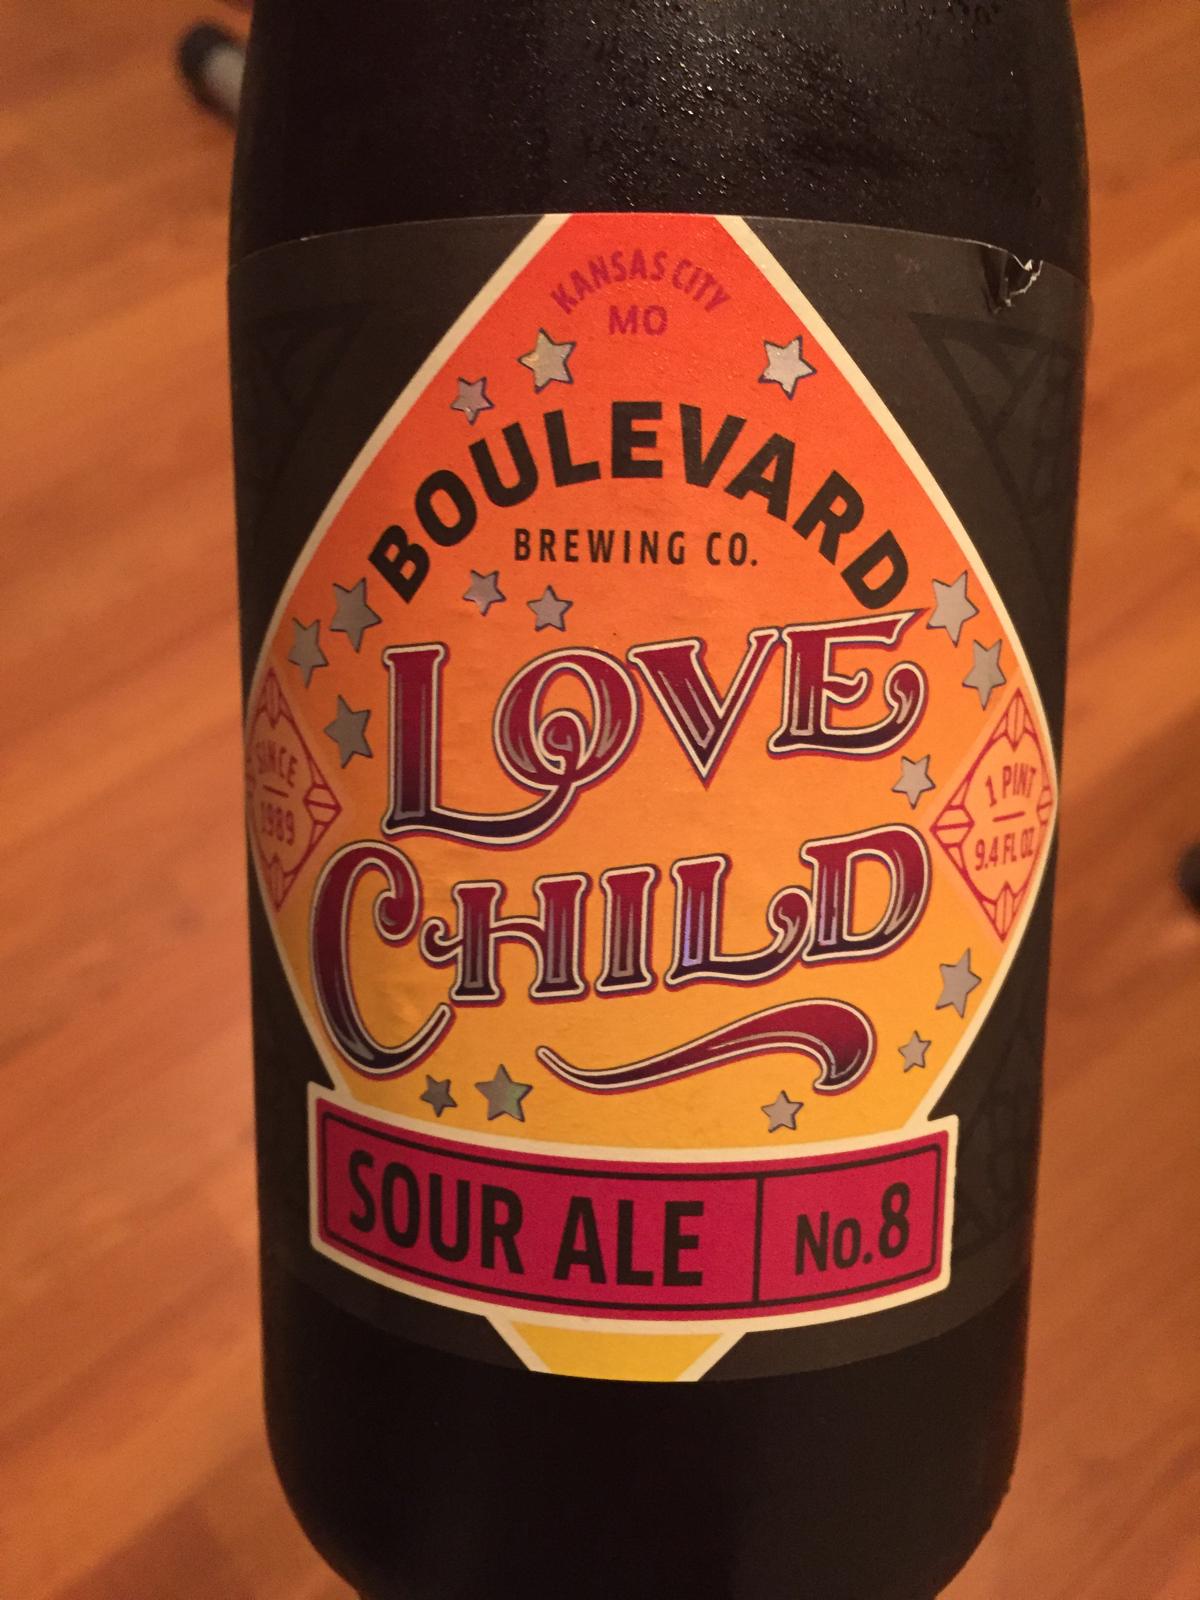 KANSAS CITY
MO
BOULEVARD
BREWING CO.
LOVE
CHILD
SINCE
1989
1 PINT
9.4 FL OZ
SOUR ALE
No.8